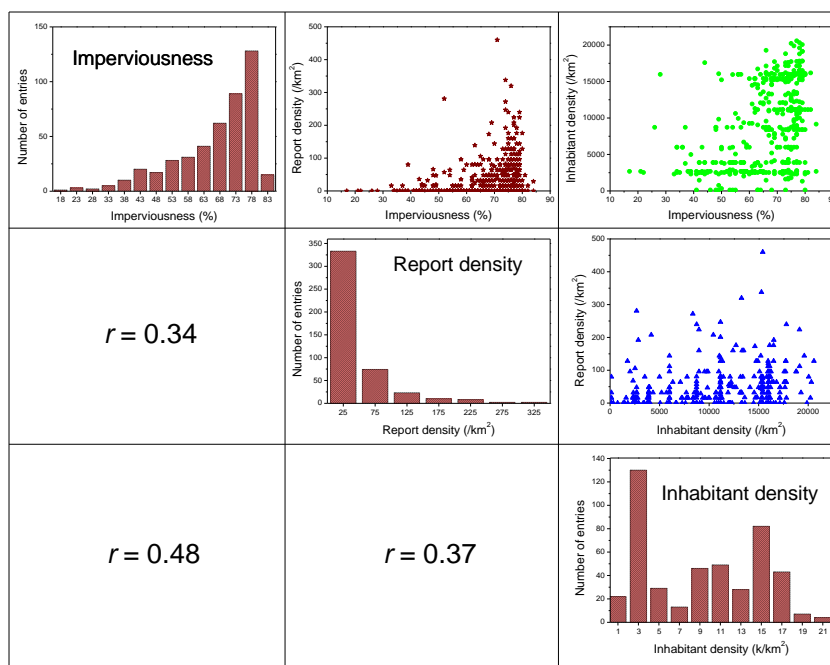 Imperviousness
Number of entries
150
100
50
0
18 23 28 33 38 43 48 53 58 63 68 73 78 83
Imperviousness (%)
Report density (/km²)
500
400
300
200
100
0
10 20 30 40 50 60 70 80 90
Imperviousness (%)
Inhabitant density (/km²)
20000
15000
10000
5000
0
10 20 30 40 50 60 70 80 90
Imperviousness (%)
r = 0.34
Report density
Number of entries
350
300
250
200
150
100
50
0
25 75 125 175 225 275 325
Report density (/km²)
Report density (/km²)
500
400
300
200
100
0
0 5000 10000 15000 20000
Inhabitant density (/km²)
r = 0.48
r = 0.37
Inhabitant density
Number of entries
140
120
100
80
60
40
20
0
1 3 5 7 9 11 13 15 17 19 21
Inhabitant density (k/km²)